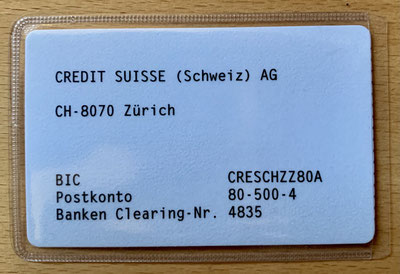 CREDIT SUISSE (Schweiz) AG
CH-8070 Zürich
BIC CRESCHZZ80A
Postkonto 80-500-4
Banken Clearing-Nr. 4835